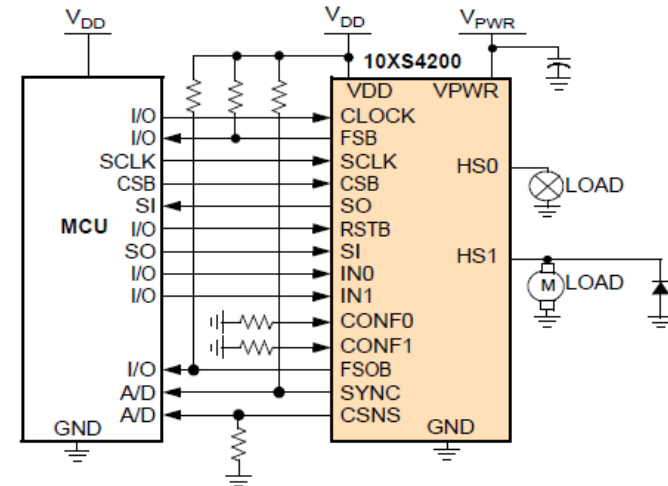 VDD
VDD
VPWR
10XS4200
VDD VPWR
I/O CLOCK
I/O FSB
SCLK SCLK
HS0
CSB CSB
LOAD
SI SO
MCU
I/O RSTB
SO SI
HS1
I/O IN0
I/O IN1
M LOAD
CONF0
CONF1
I/O FSOB
A/D SYNC
A/D CSNS
GND GND